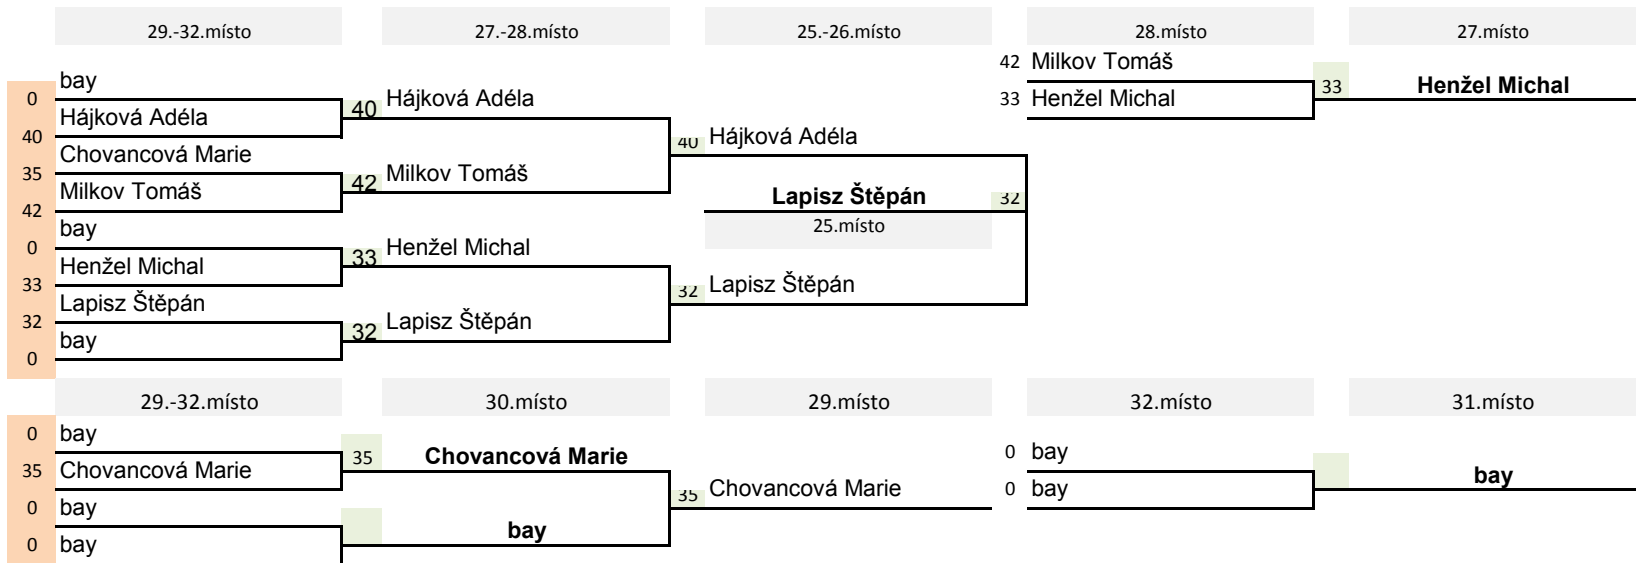 29.-32.místo 27.-28.místo 25.-26.místo 28.místo 27.místo
42 Milkov Tomáš
bay
33 Henžel Michal
0 Hájková Adéla
33 Henžel Michal
Hájková Adéla 40
40 Hájková Adéla
40
Chovancová Marie
35 Milkov Tomáš
Milkov Tomáš 42
Lapisz Štěpán 32
42
bay 25.místo
0 Henžel Michal
Henžel Michal 33
33 32 Lapisz Štěpán
Lapisz Štěpán
32 Lapisz Štěpán
bay 32
0
29.-32.místo 30.místo 29.místo 32.místo 31.místo
0 bay
35 Chovancová Marie
0 bay
35 Chovancová Marie
0 bay
bay
35 Chovancová Marie
0 bay
bay
0 bay